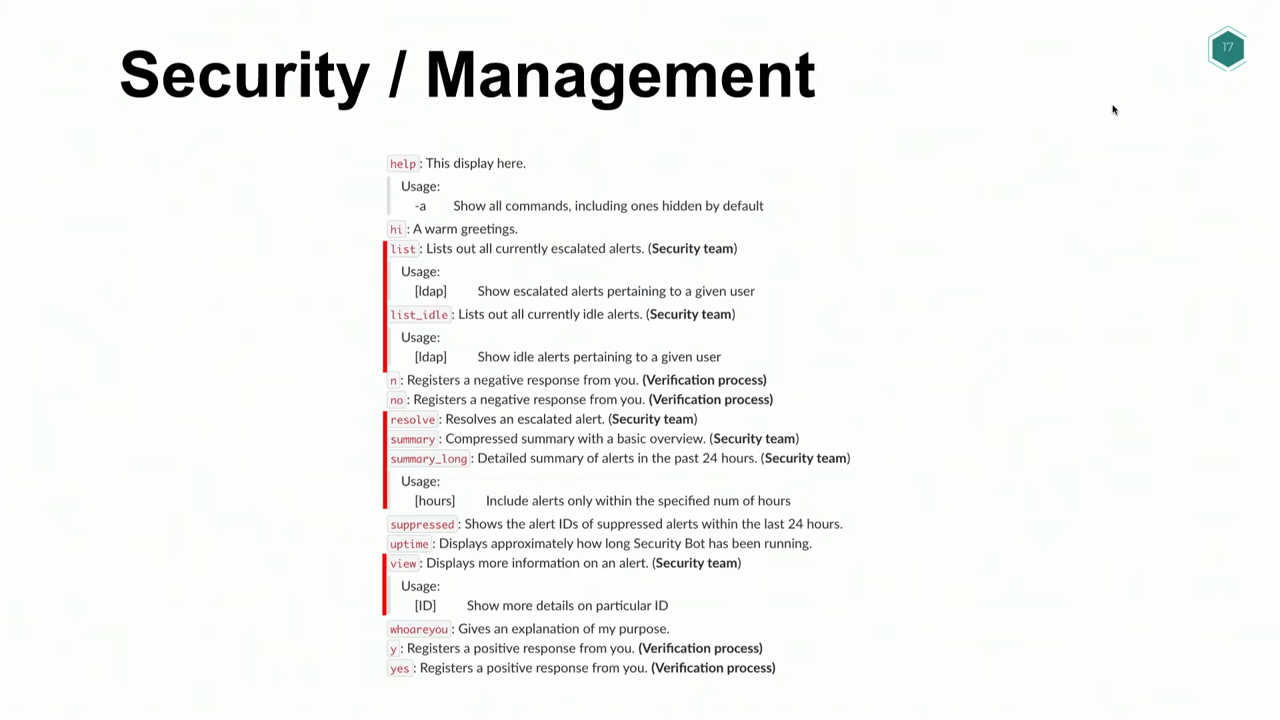 17
Security / Management
help : This display here.
Usage:
-a Show all commands, including ones hidden by default
hi : A warm greetings.
list : Lists out all currently escalated alerts. (Security team)
Usage:
[ldap] Show escalated alerts pertaining to a given user
list_idle : Lists out all currently idle alerts. (Security team)
Usage:
[ldap] Show idle alerts pertaining to a given user
n : Registers a negative response from you. (Verification process)
no : Registers a negative response from you. (Verification process)
resolve : Resolves an escalated alert. (Security team)
summary : Compressed summary with a basic overview. (Security team)
summary_long : Detailed summary of alerts in the past 24 hours. (Security team)
Usage:
[hours] Include alerts only within the specified num of hours
suppressed : Shows the alert IDs of suppressed alerts within the last 24 hours.
uptime : Displays approximately how long Security Bot has been running.
view : Displays more information on an alert. (Security team)
Usage:
[ID] Show more details on particular ID
whoareyou : Gives an explanation of my purpose.
y : Registers a positive response from you. (Verification process)
yes : Registers a positive response from you. (Verification process)